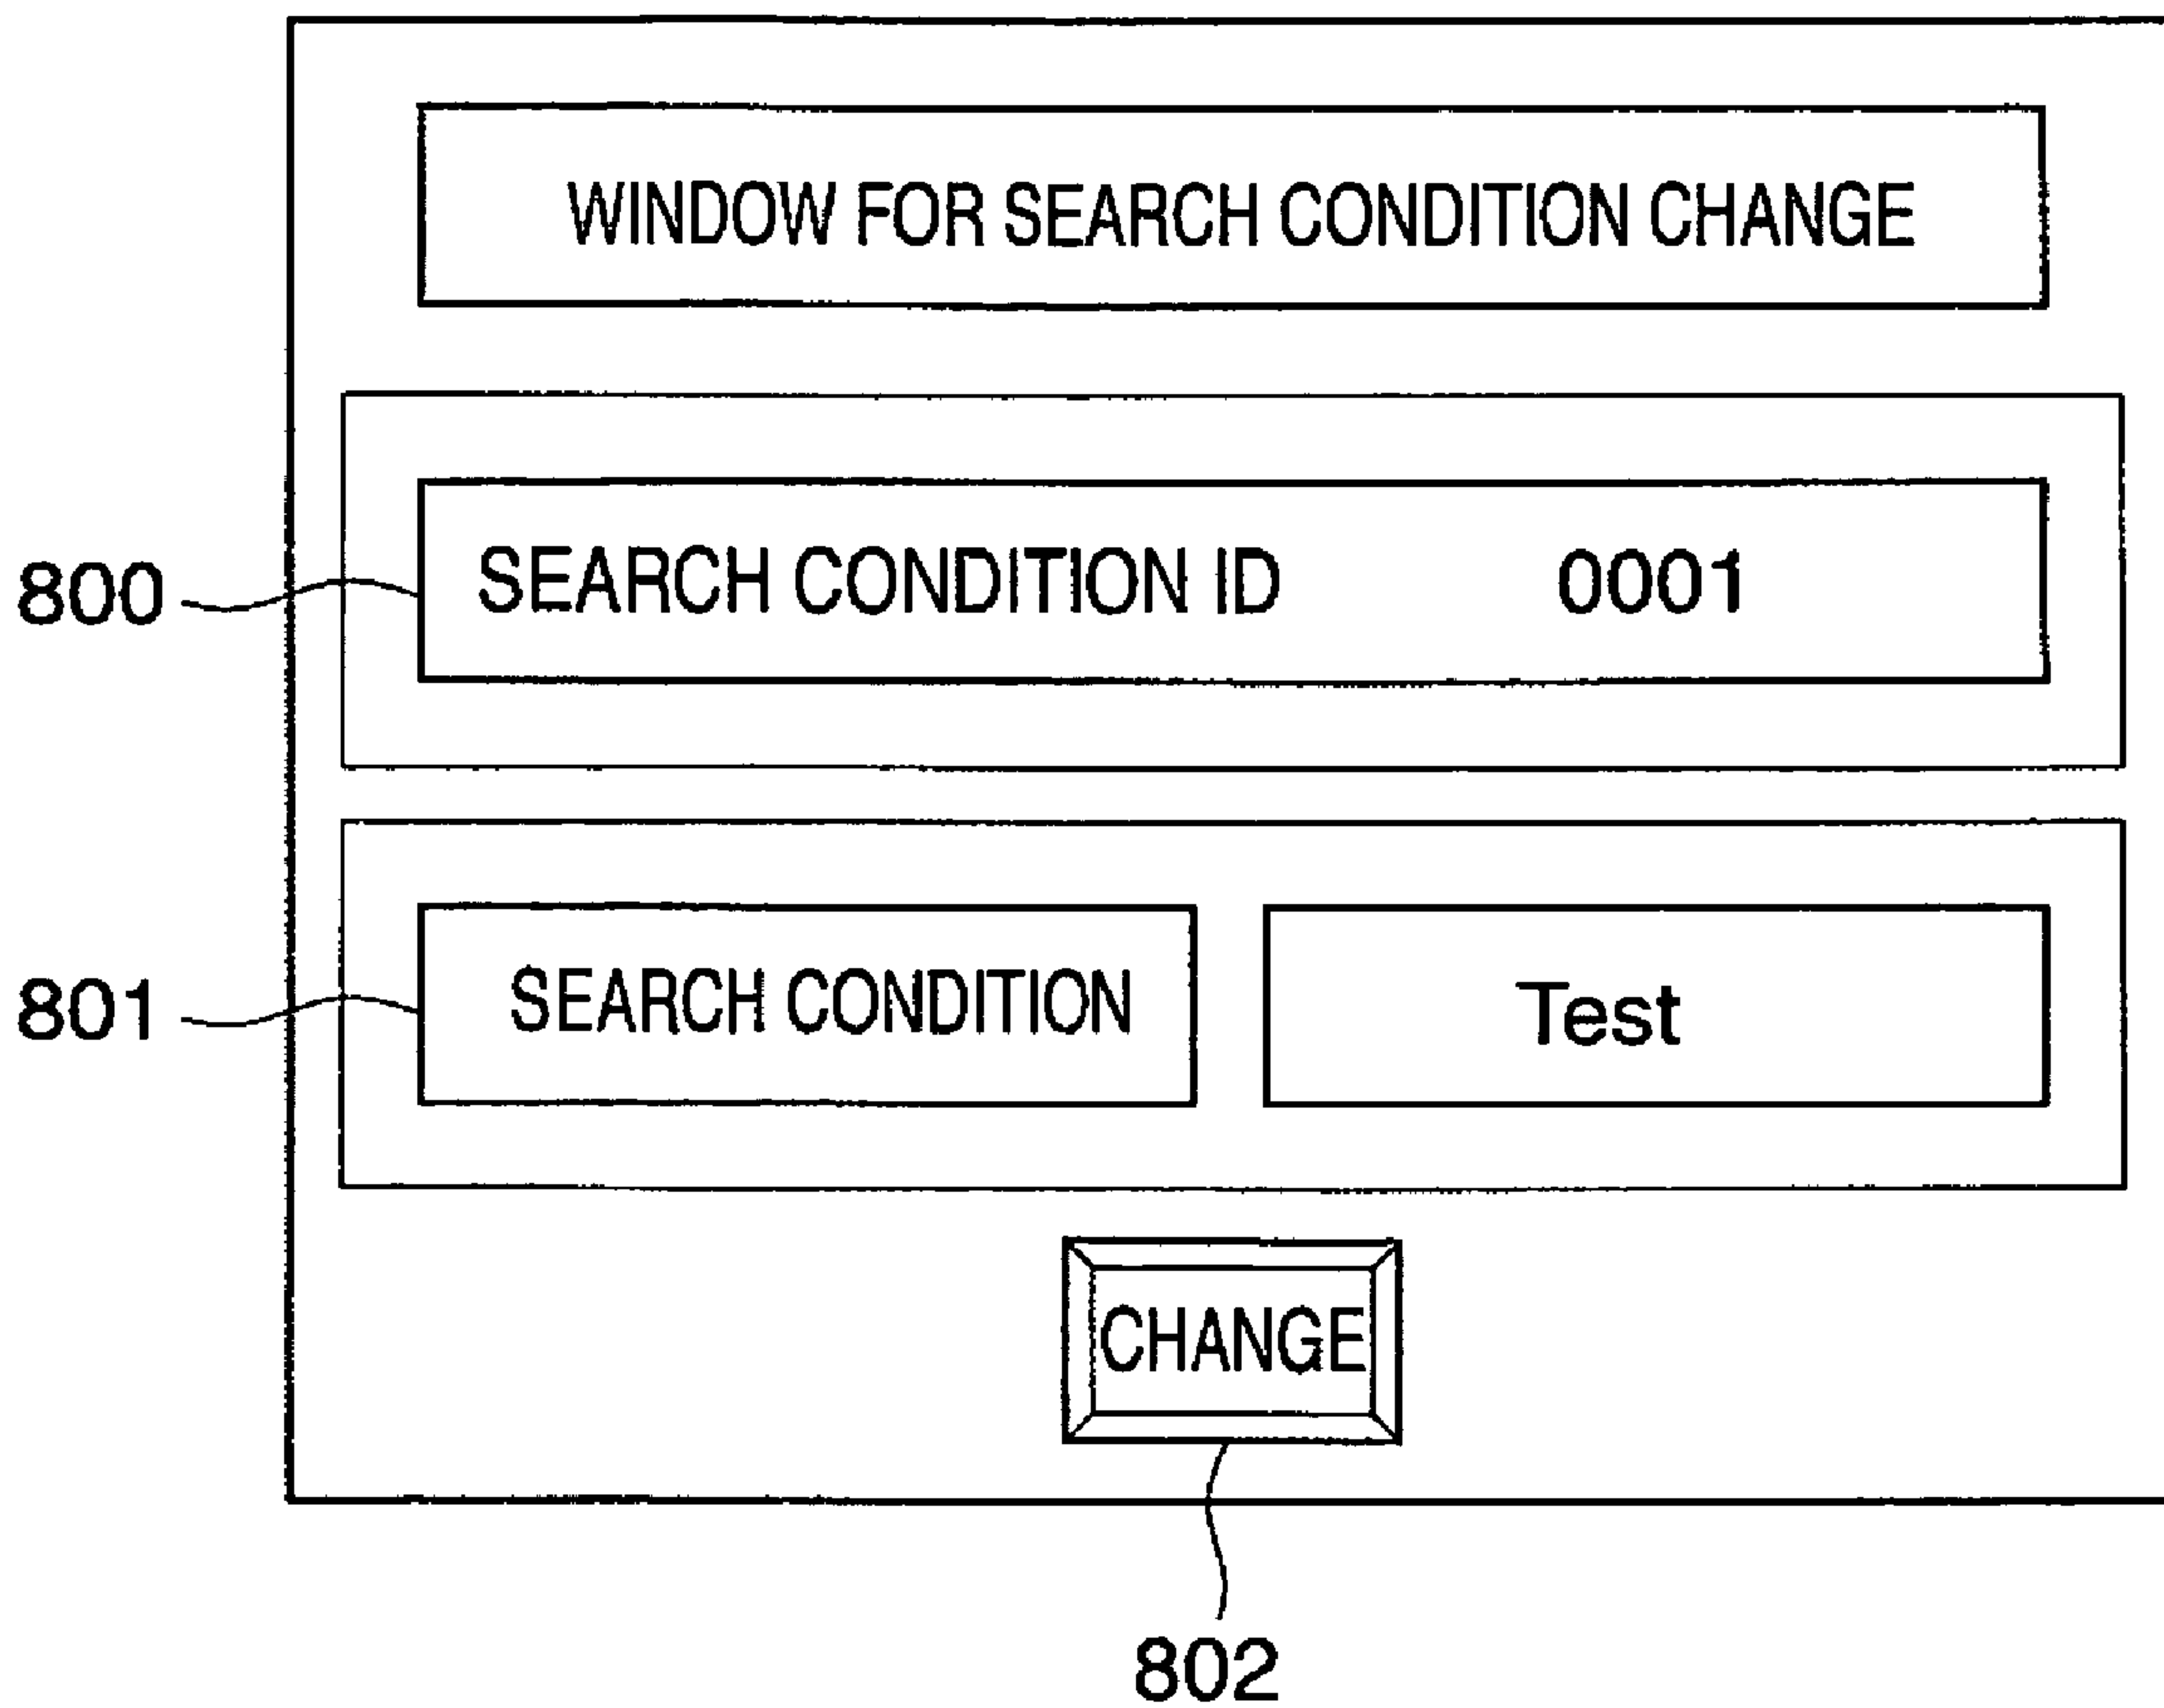 WINDOW FOR SEARCH CONDITION CHANGE
800 SEARCH CONDITION ID 0001
801 SEARCH CONDITION Test
CHANGE
802